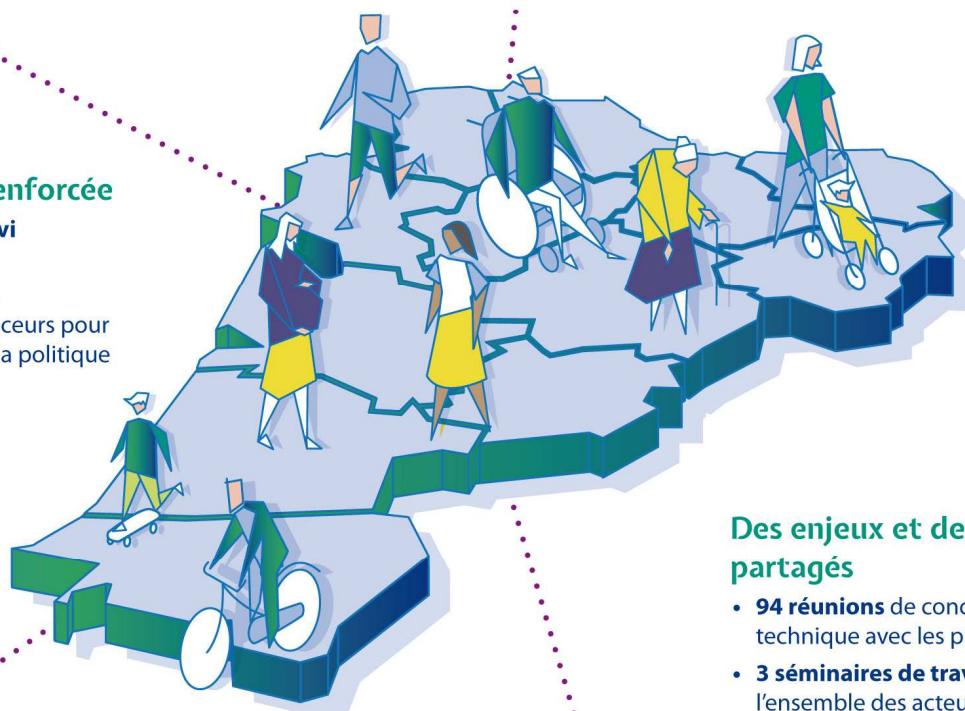 enforcée
vi
ceurs pour
a politique
Des enjeux et de
partagés
• 94 réunions de conc
technique avec les p
• 3 séminaires de trav
l'ensemble des acteu